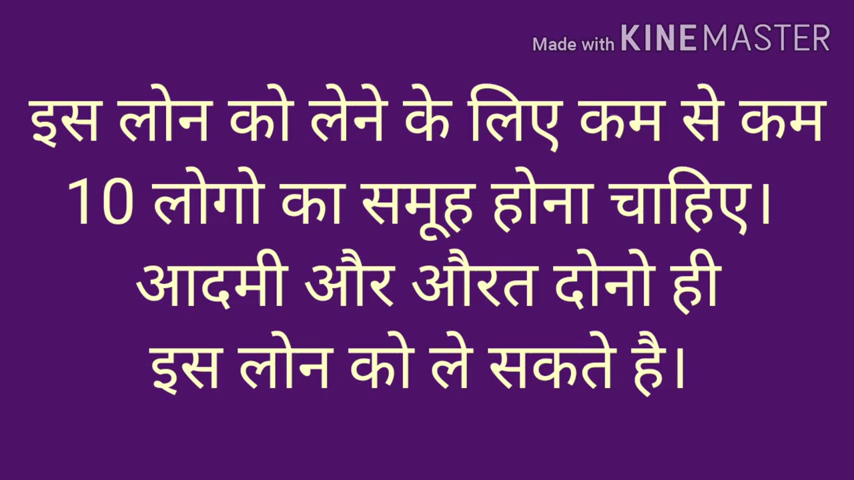 Made with KINEMASTER
इस लोन को लेने के लिए कम से कम
10 लोगो का समूह होना चाहिए।
आदमी और औरत दोनो ही
इस लोन को ले सकते है।